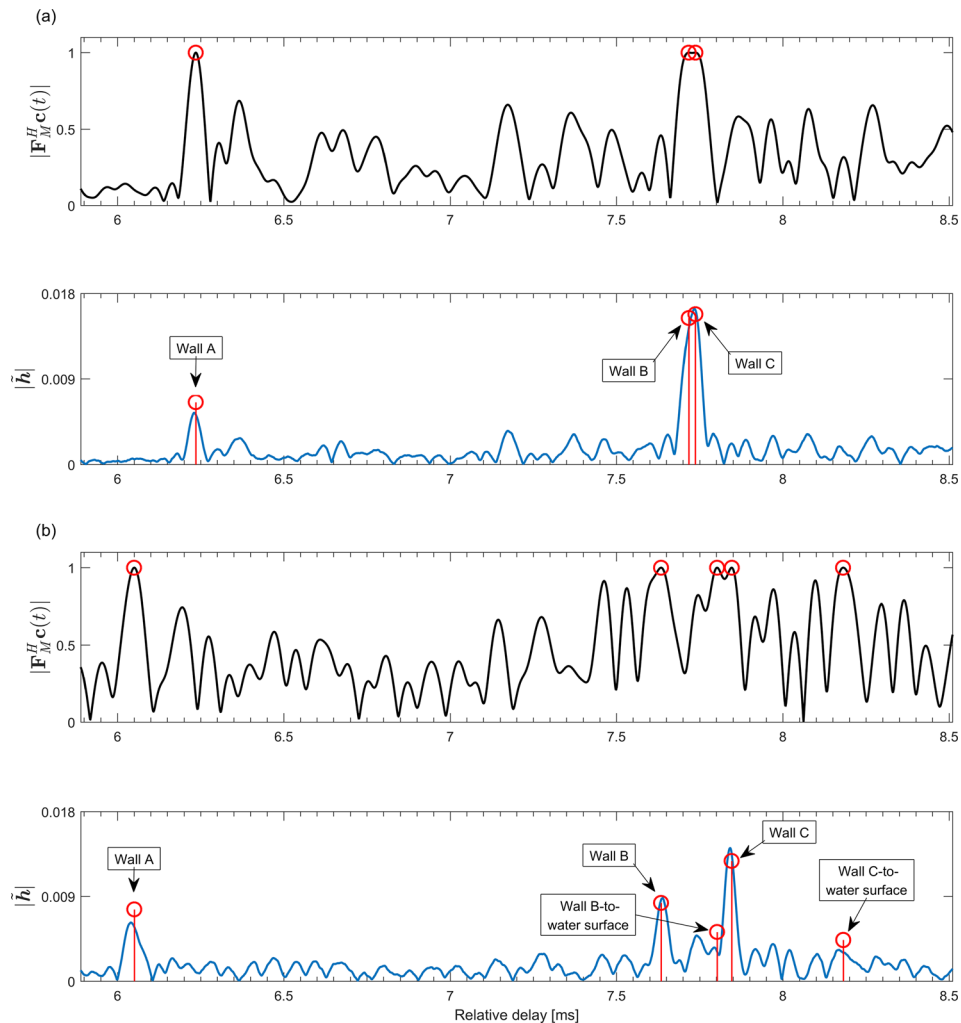 (a)
|F_M^H c(t)|
1
0.5
0
6
6.5
7
7.5
8
8.5
|h̃|
0.018
0.009
0
Wall A
Wall B
Wall C
6
6.5
7
7.5
8
8.5
(b)
|F_M^H c(t)|
1
0.5
0
6
6.5
7
7.5
8
8.5
|h̃|
0.018
0.009
0
Wall A
Wall B
Wall B-to-
water surface
Wall C
Wall C-to-
water surface
6
6.5
7
7.5
8
8.5
Relative delay [ms]